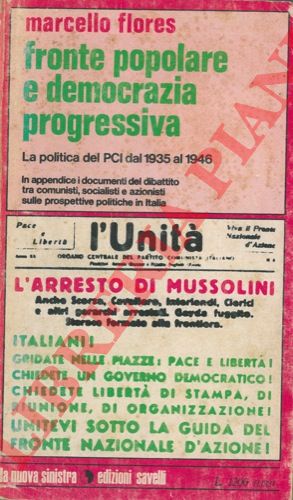 marcello flores
fronte popolare
e democrazia
progressiva
La politica del PCI dal 1935 al 1946
In appendice i documenti del dibattito
tra comunisti, socialisti e azionisti
sulle prospettive politiche in Italia
Pace
e
Libertà
l'Unità
Viva il Fronte
Nazionale
d'Azione
ORGANO CENTRALE DEL PARTITO COMUNISTA ITALIANO
L'ARRESTO DI MUSSOLINI
Anche Scorza, Cavallero, Interlandi, Clerici
e altri gerarchi arrestati. Gayda fuggito.
Starace fermato alla frontiera.
ITALIANI!
GRIDATE NELLE PIAZZE: PACE E LIBERTÀ!
CHIEDETE UN GOVERNO DEMOCRATICO!
CHIEDETE LIBERTÀ DI STAMPA, DI
RIUNIONE, DI ORGANIZZAZIONE!
UNITEVI SOTTO LA GUIDA DEL
FRONTE NAZIONALE D'AZIONE!
la nuova sinistra edizioni savelli
L. 1200